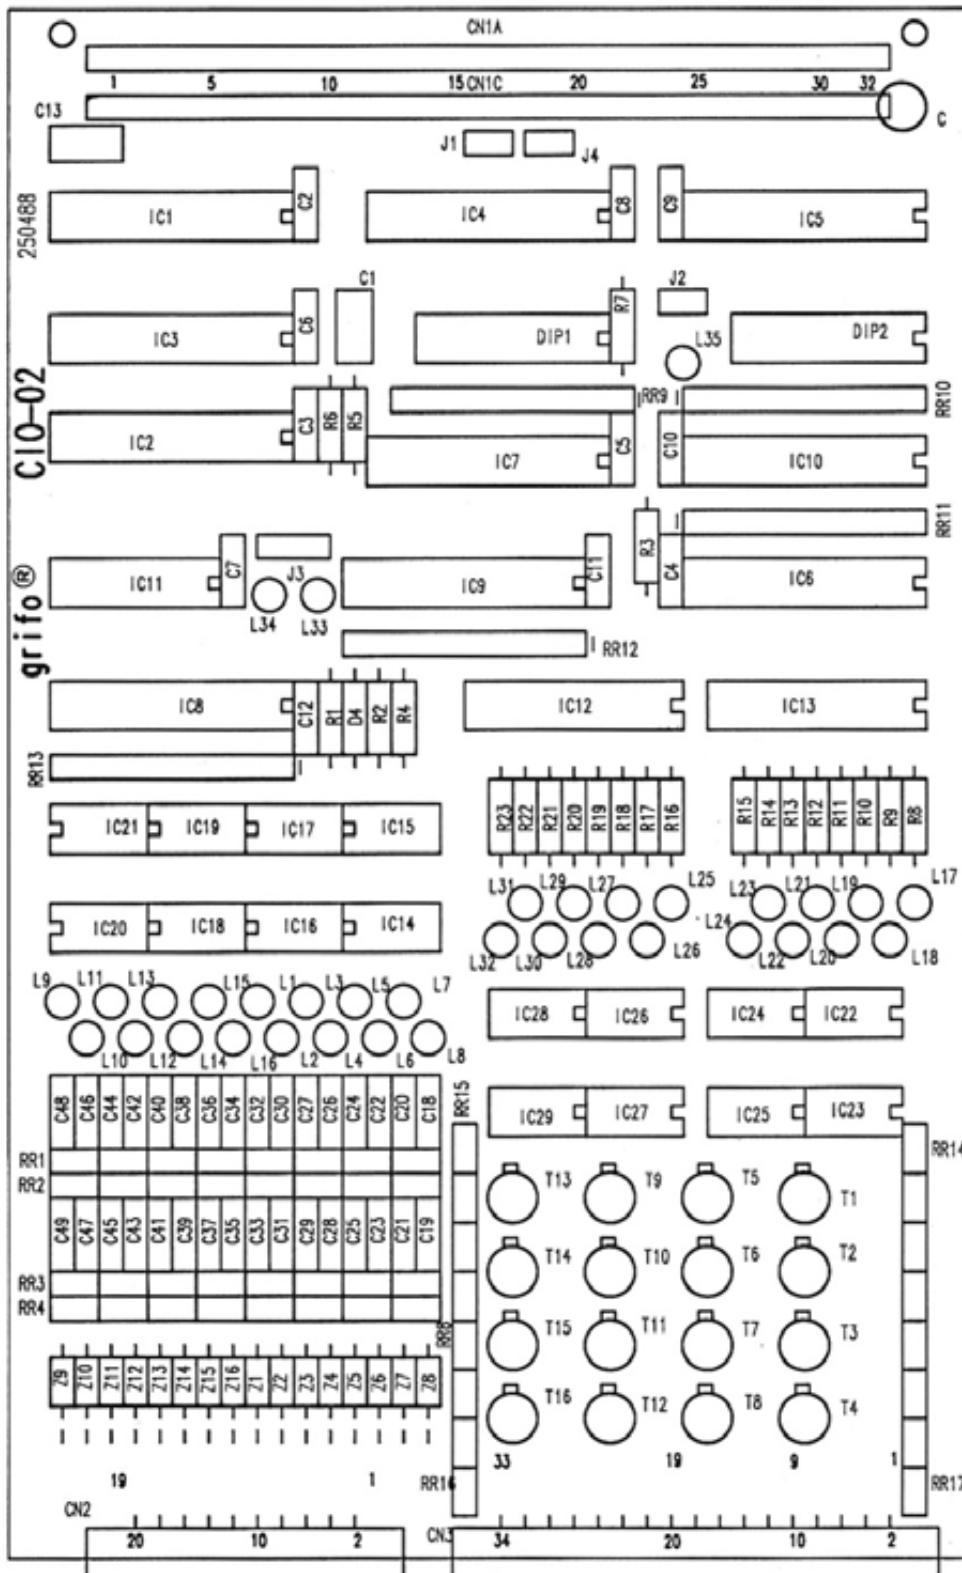 CN1A
1 5 10 15 CN1C 20 25 30 32
C13 C
J1 J4
250488
IC1 C2 IC4 C8 C9 IC5
C1 J2
IC3 C6 DIP1 R7 L35 DIP2
CIO-02
RR9 RR10
IC2 C3 R6 R5 IC7 C5 C10 IC10
RR11
grifo®
IC11 C7 J3 IC9 C11 R3 C4 IC6
L34 L33
RR12
IC8 C12 R1 D4 R2 R4 IC12 IC13
RR13
R23 R22 R21 R20 R19 R18 R17 R16 R15 R14 R13 R12 R11 R10 R9 R8
IC21 IC19 IC17 IC15
L31 L29 L27 L25 L23 L21 L19 L17
IC20 IC18 IC16 IC14
L32 L30 L28 L26 L24 L22 L20 L18
L9 L11 L13 L15 L1 L3 L5 L7
IC28 IC26 IC24 IC22
L10 L12 L14 L16 L2 L4 L6 L8
C48 C46 C44 C42 C40 C38 C36 C34 C32 C30 C27 C26 C24 C22 C20 C18
RR15
IC29 IC27 IC25 IC23
RR1 RR14
RR2
T13 T9 T5 T1
C49 C47 C45 C43 C41 C39 C37 C35 C33 C31 C29 C28 C25 C23 C21 C19
T14 T10 T6 T2
RR3
RR4
RR6
T15 T11 T7 T3
Z9 Z10 Z11 Z12 Z13 Z14 Z15 Z16 Z1 Z2 Z3 Z4 Z5 Z6 Z7 Z8
T16 T12 T8 T4
33 19 9 1
19 1 RR16 RR17
CN2 CN3
20 10 2 34 20 10 2